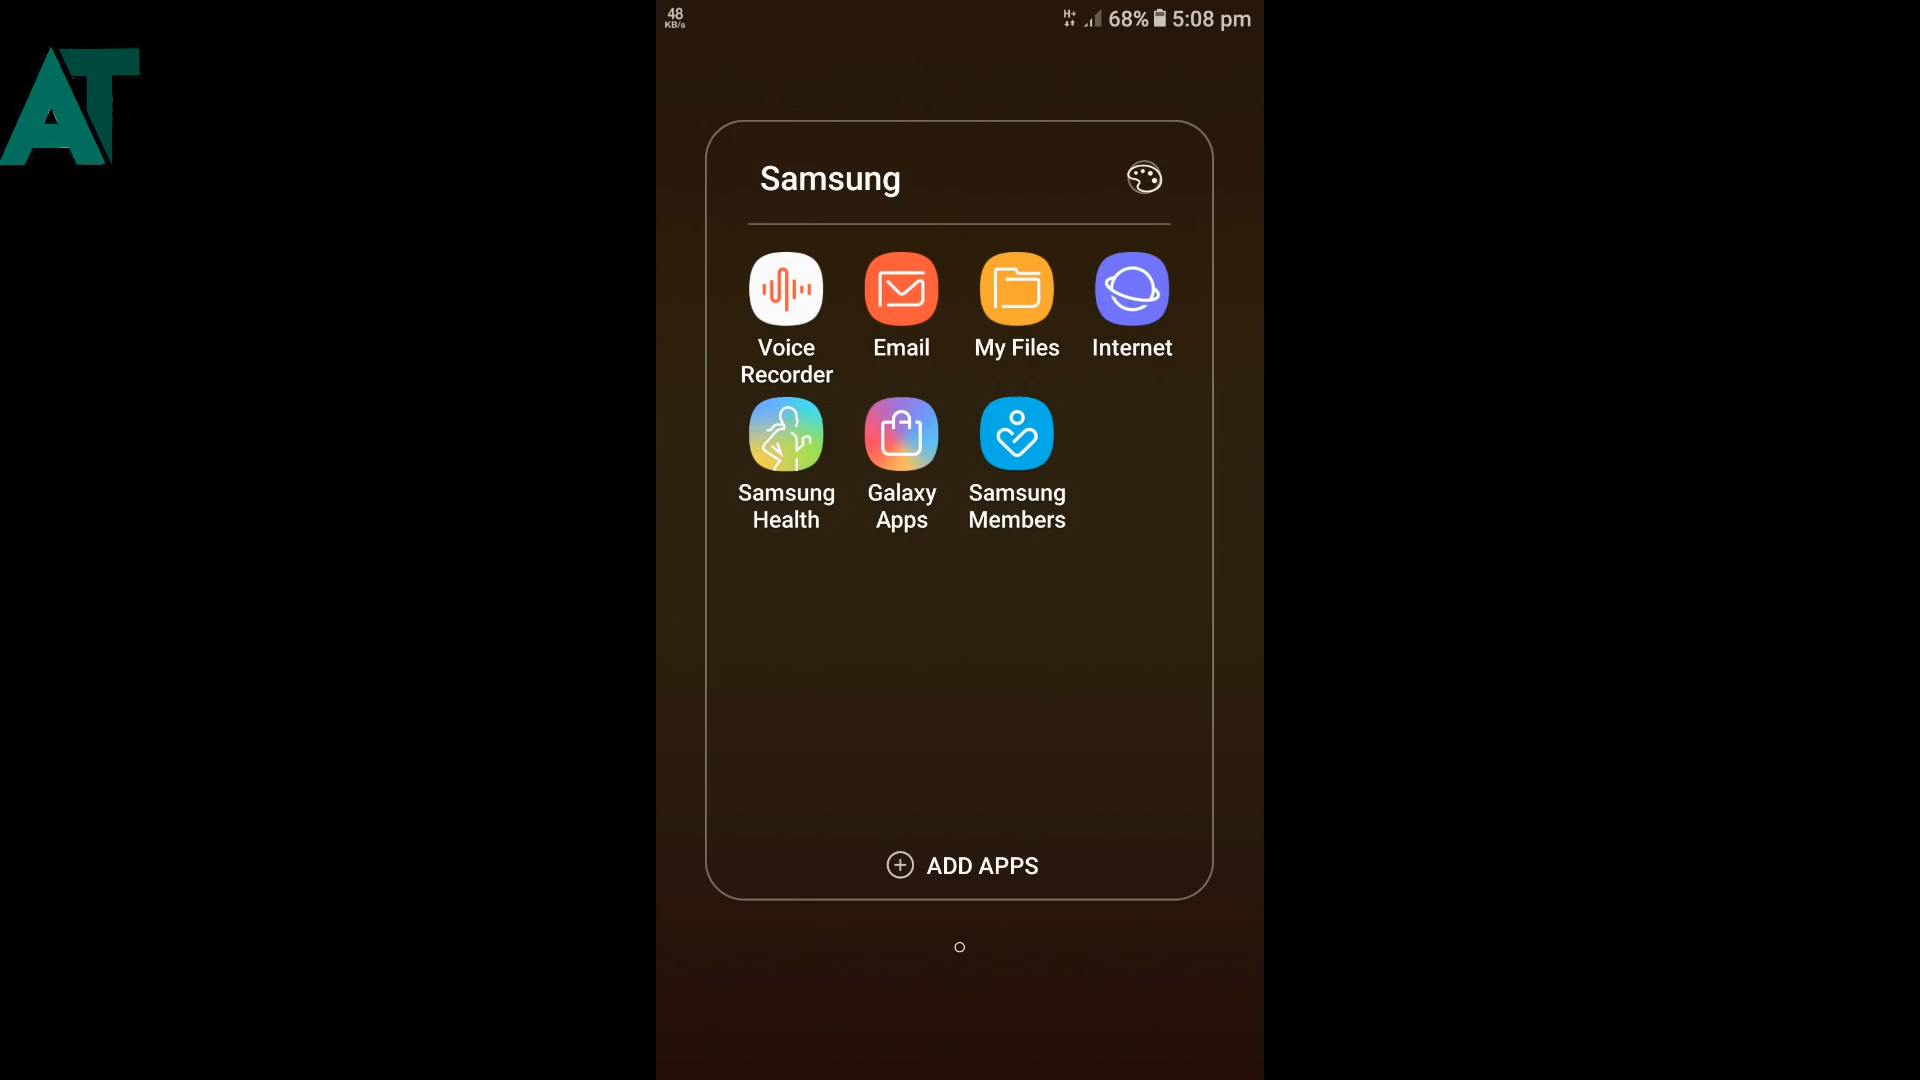 48
KB/s
H+ 68% 5:08 pm
AT
Samsung
Voice Recorder
Email
My Files
Internet
Samsung Health
Galaxy Apps
Samsung Members
ADD APPS